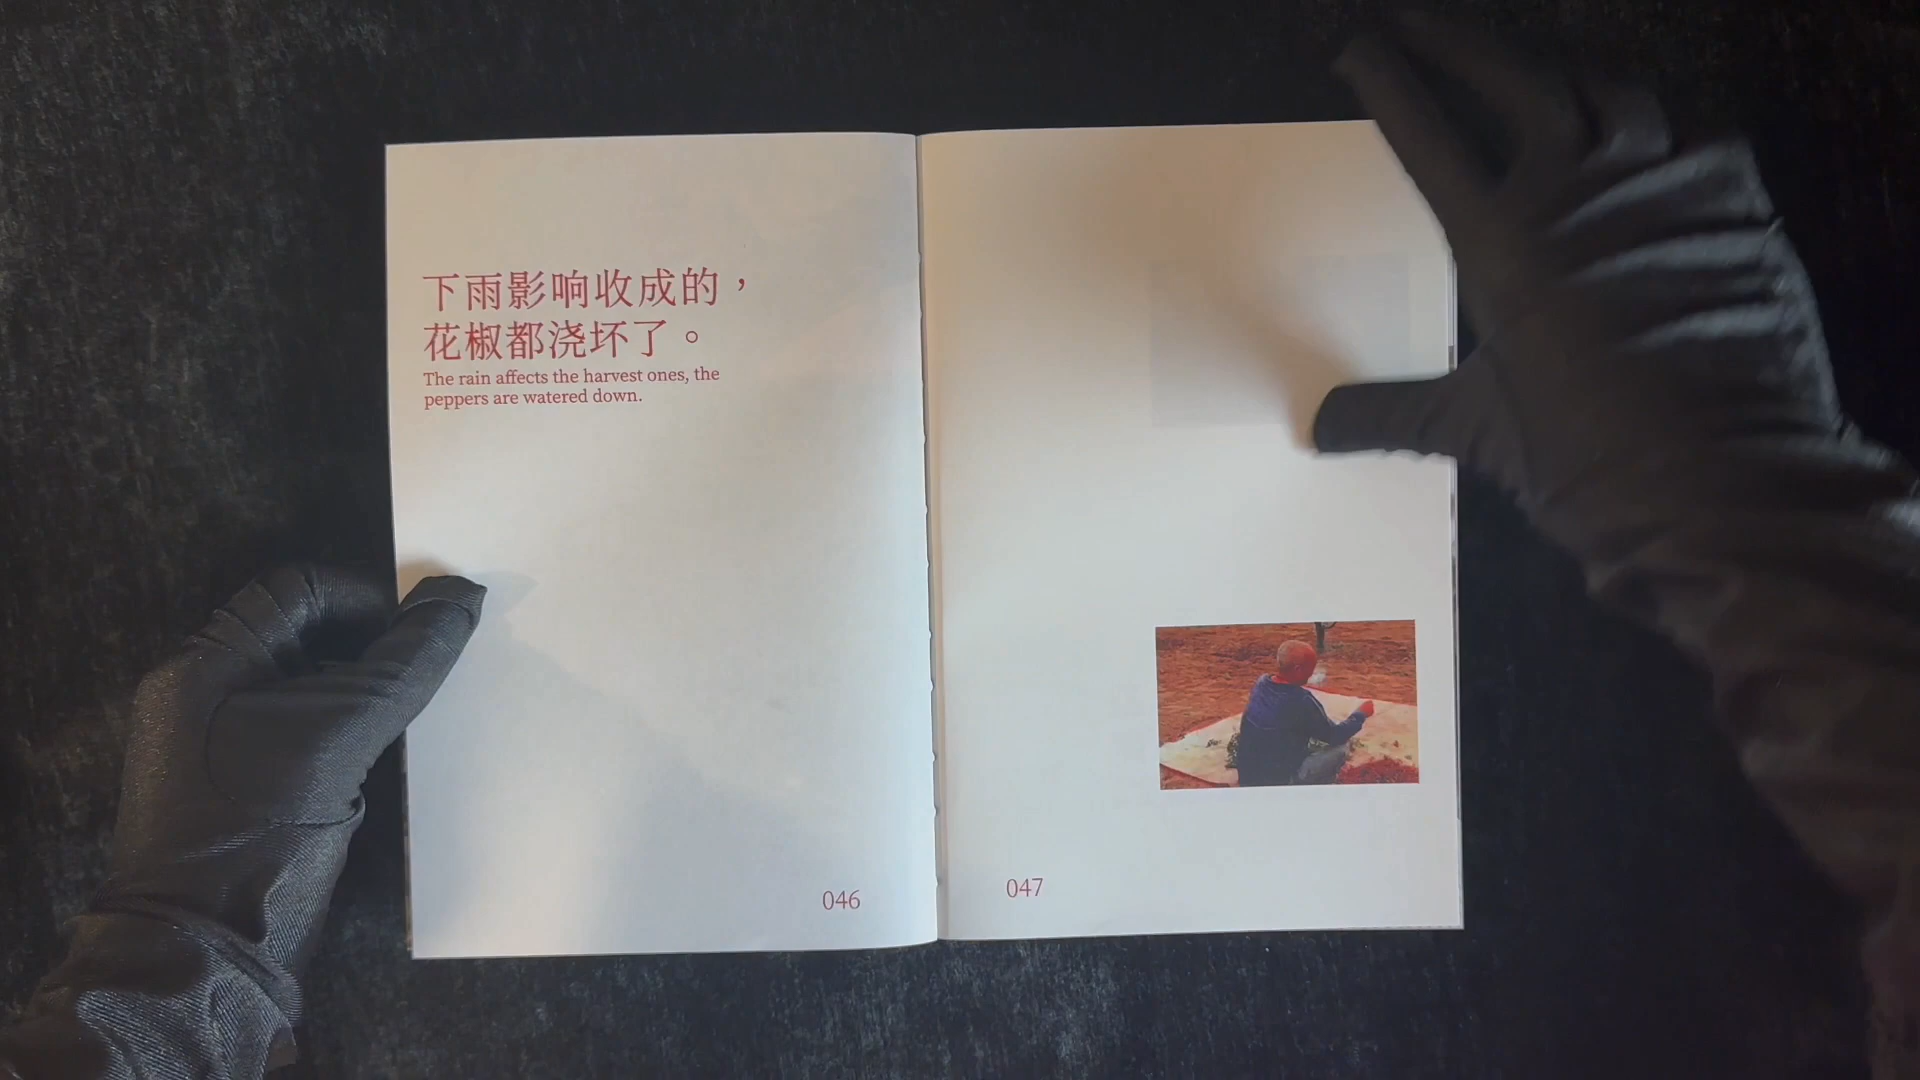 下雨影响收成的，
花椒都浇坏了。
The rain affects the harvest ones, the
peppers are watered down.
046
047